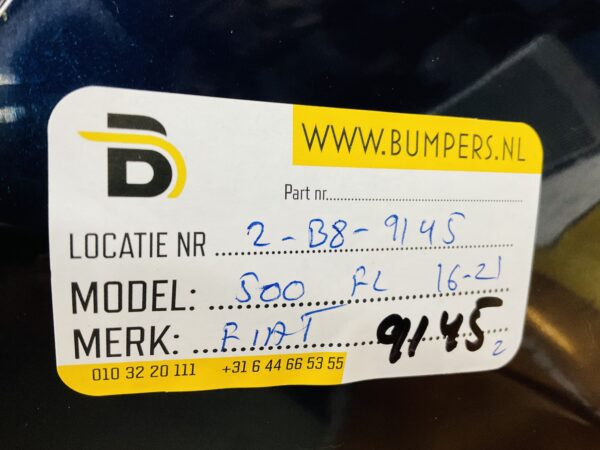 B
WWW.BUMPERS.NL
Part nr.
LOCATIE NR 2-B8-9145
MODEL: 500 FL 16-21
MERK: FIAT 9145 2
010 32 20 111 +31 6 44 66 53 55